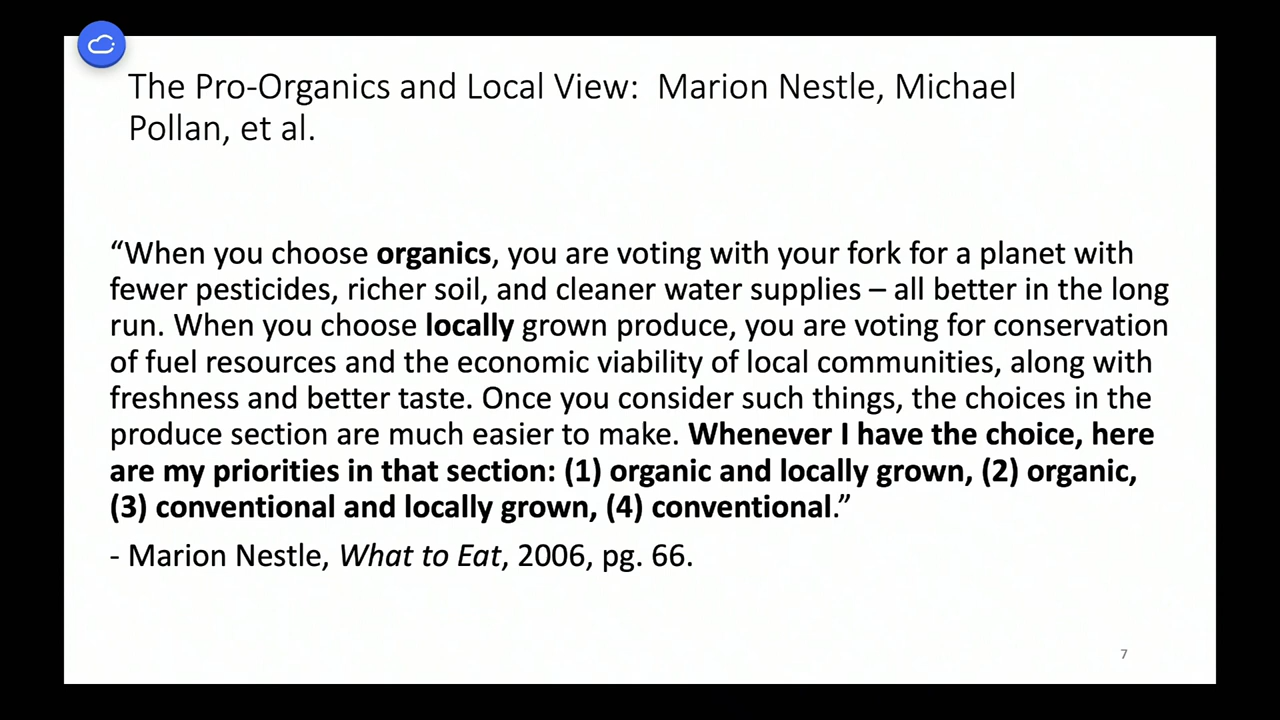 The Pro-Organics and Local View:  Marion Nestle, Michael
Pollan, et al.
“When you choose organics, you are voting with your fork for a planet with
fewer pesticides, richer soil, and cleaner water supplies – all better in the long
run. When you choose locally grown produce, you are voting for conservation
of fuel resources and the economic viability of local communities, along with
freshness and better taste. Once you consider such things, the choices in the
produce section are much easier to make. Whenever I have the choice, here
are my priorities in that section: (1) organic and locally grown, (2) organic,
(3) conventional and locally grown, (4) conventional.”
- Marion Nestle, What to Eat, 2006, pg. 66.
7